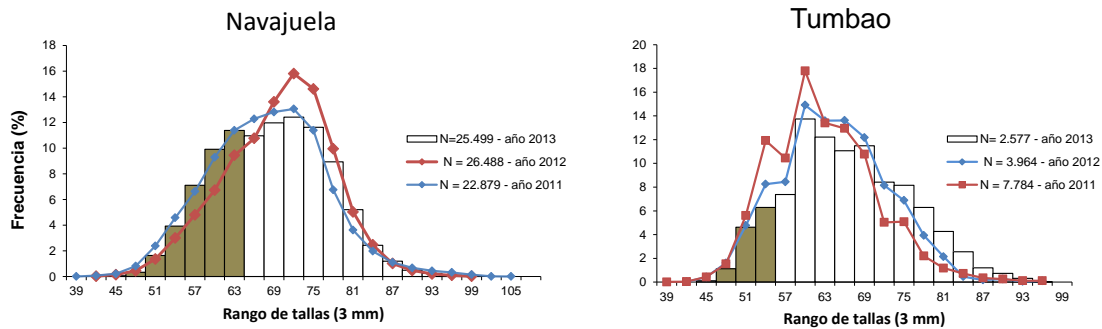 Navajuela
Frecuencia (%)
18
16
14
12
10
8
6
4
2
0
N=25.499 - año 2013
N = 26.488 - año 2012
N = 22.879 - año 2011
39 45 51 57 63 69 75 81 87 93 99 105
Rango de tallas (3 mm)
Tumbao
20
18
16
14
12
10
8
6
4
2
0
N= 2.577 - año 2013
N = 3.964 - año 2012
N = 7.784 - año 2011
39 45 51 57 63 69 75 81 87 93 99
Rango de tallas (3 mm)